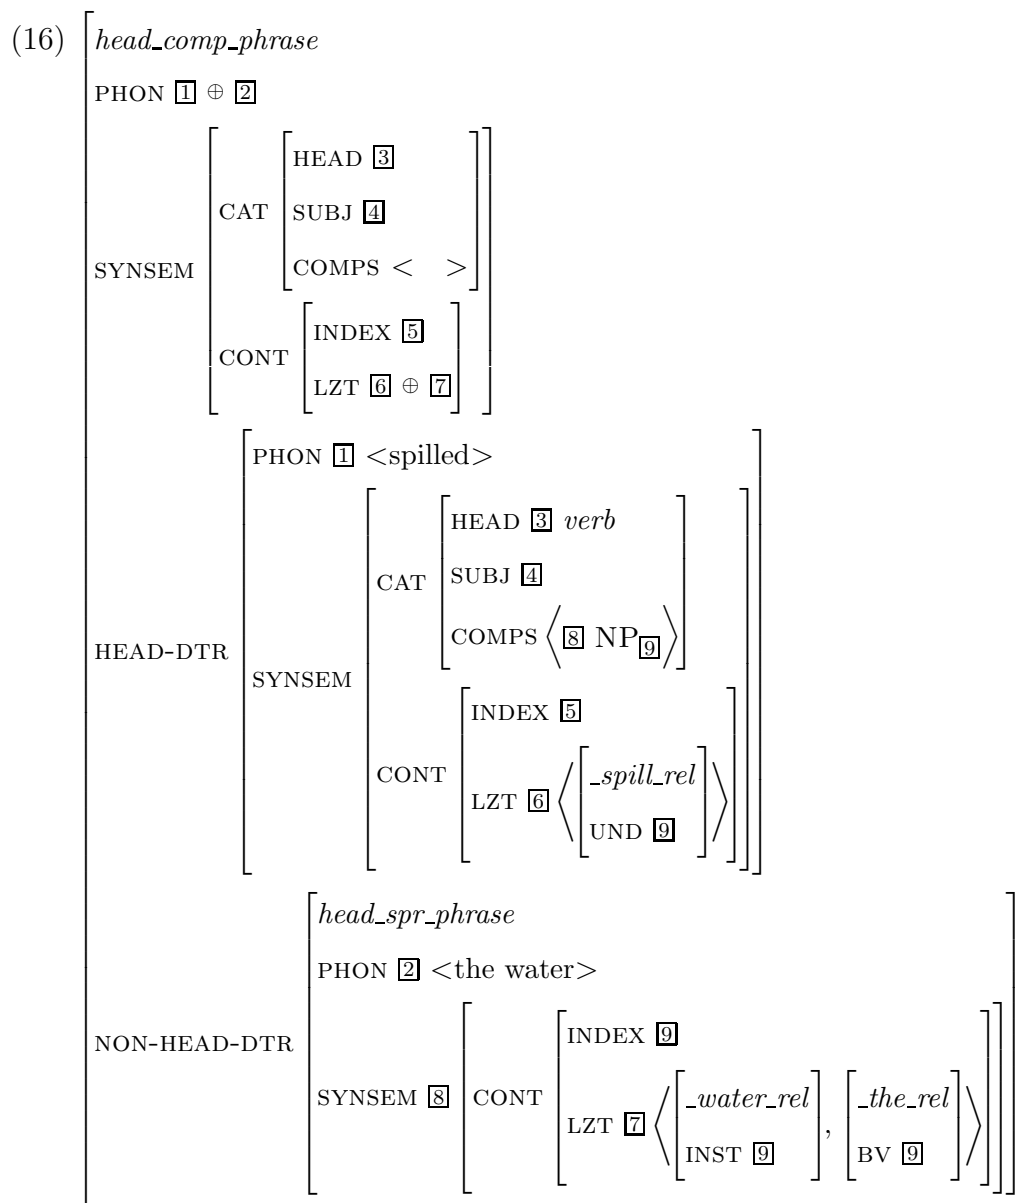 (16) head_comp_phrase
PHON 1 ⊕ 2
HEAD 3
CAT SUBJ 4
COMPS < >
SYNSEM
INDEX 5
CONT
LZT 6 ⊕ 7
PHON 1 <spilled>
HEAD 3 verb
CAT SUBJ 4
COMPS ⟨ 8 NP9 ⟩
HEAD-DTR
SYNSEM
INDEX 5
CONT _spill_rel
LZT 6 ⟨ ⟩
UND 9
head_spr_phrase
PHON 2 <the water>
INDEX 9
NON-HEAD-DTR
SYNSEM 8 CONT _water_rel _the_rel
LZT 7 ⟨ , ⟩
INST 9 BV 9